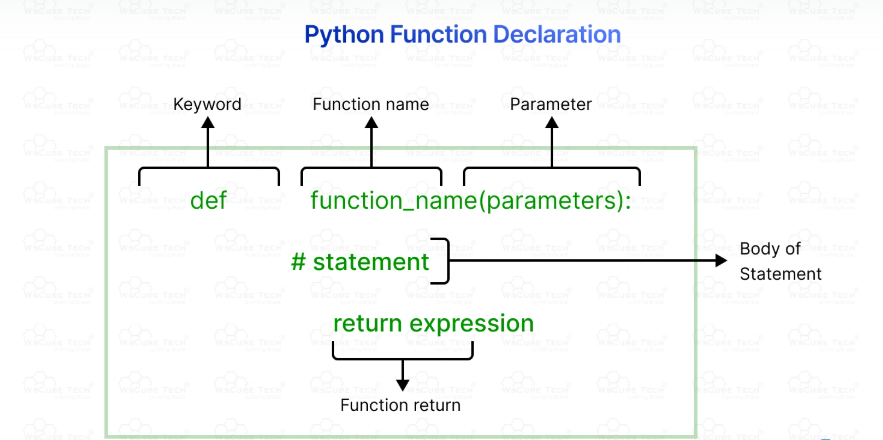 Python Function Declaration
Keyword Function name Parameter
def function_name(parameters):
# statement
Body of
Statement
return expression
Function return